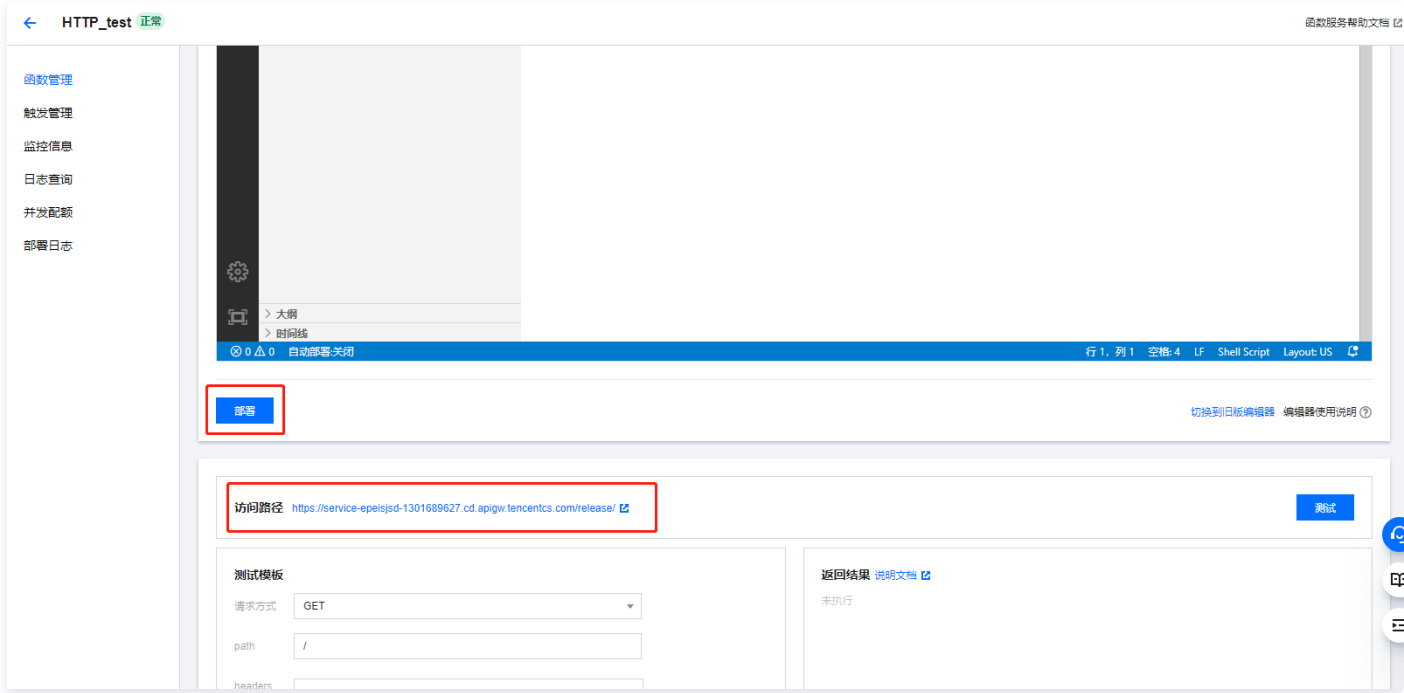 HTTP_test 正常
函数服务帮助文档
函数管理
触发管理
监控信息
日志查询
并发配额
部署日志
大纲
时间线
0 0 自动部署:关闭
行 1，列 1 空格: 4 LF Shell Script Layout: US
部署
切换到旧版编辑器 编辑器使用说明
访问路径 https://service-epeisjsd-1301689627.cd.apigw.tencentcs.com/release/
测试
测试模板
返回结果 说明文档
请求方式 GET
未执行
path /
headers